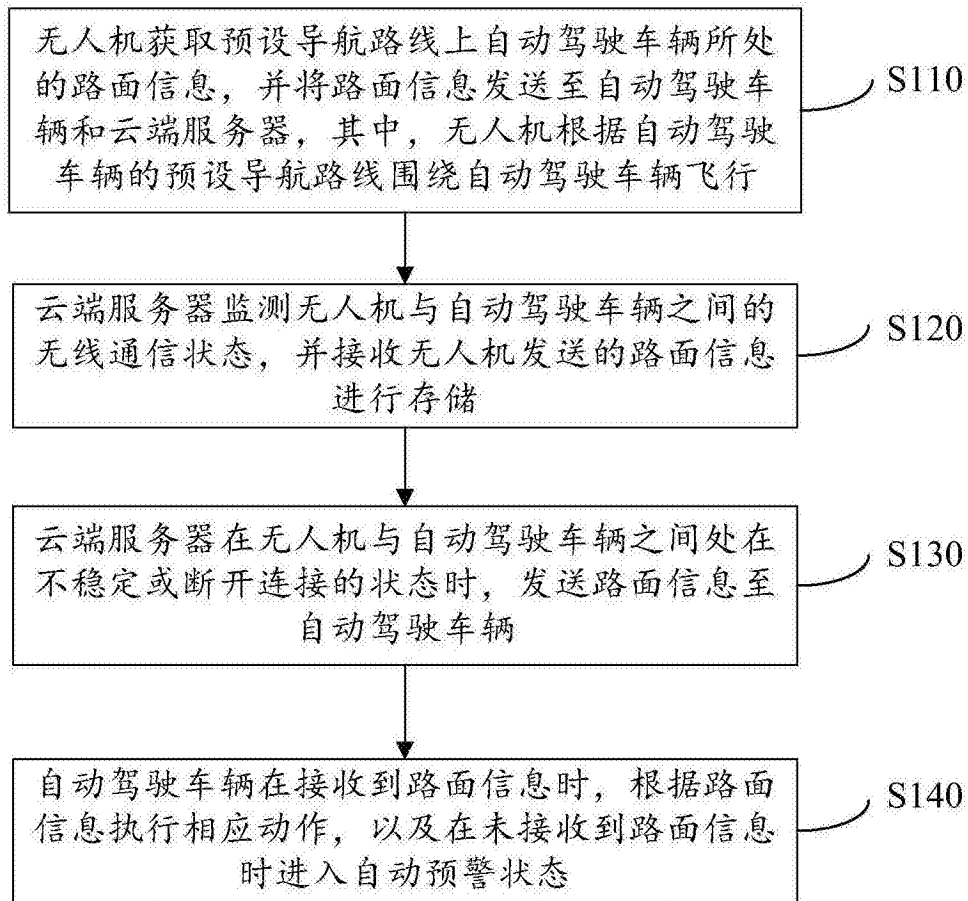 无人机获取预设导航路线上自动驾驶车辆所处
的路面信息，并将路面信息发送至自动驾驶车
辆和云端服务器，其中，无人机根据自动驾驶
车辆的预设导航路线围绕自动驾驶车辆飞行
S110
云端服务器监测无人机与自动驾驶车辆之间的
无线通信状态，并接收无人机发送的路面信息
进行存储
S120
云端服务器在无人机与自动驾驶车辆之间处在
不稳定或断开连接的状态时，发送路面信息至
自动驾驶车辆
S130
自动驾驶车辆在接收到路面信息时，根据路面
信息执行相应动作，以及在未接收到路面信息
时进入自动预警状态
S140